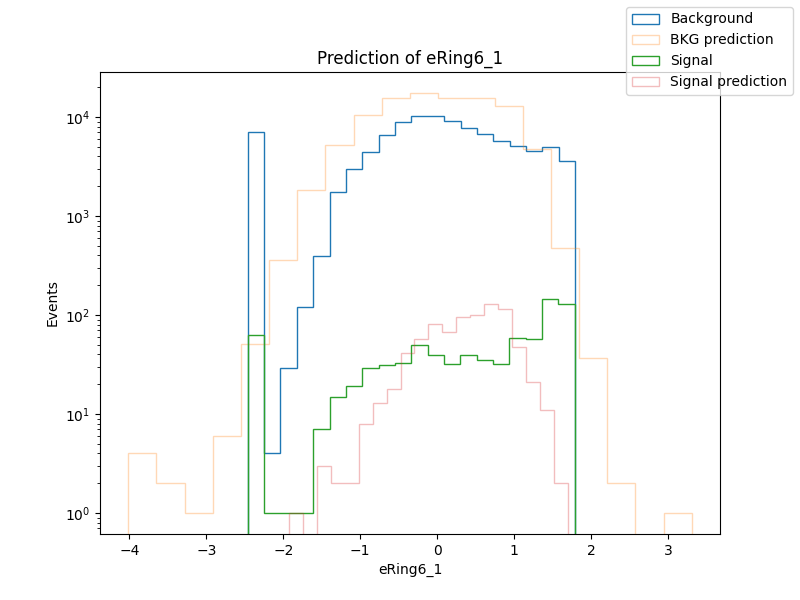 Prediction of eRing6_1
Background
BKG prediction
Signal
Signal prediction
Events
10^4
10^3
10^2
10^1
10^0
−4 −3 −2 −1 0 1 2 3
eRing6_1